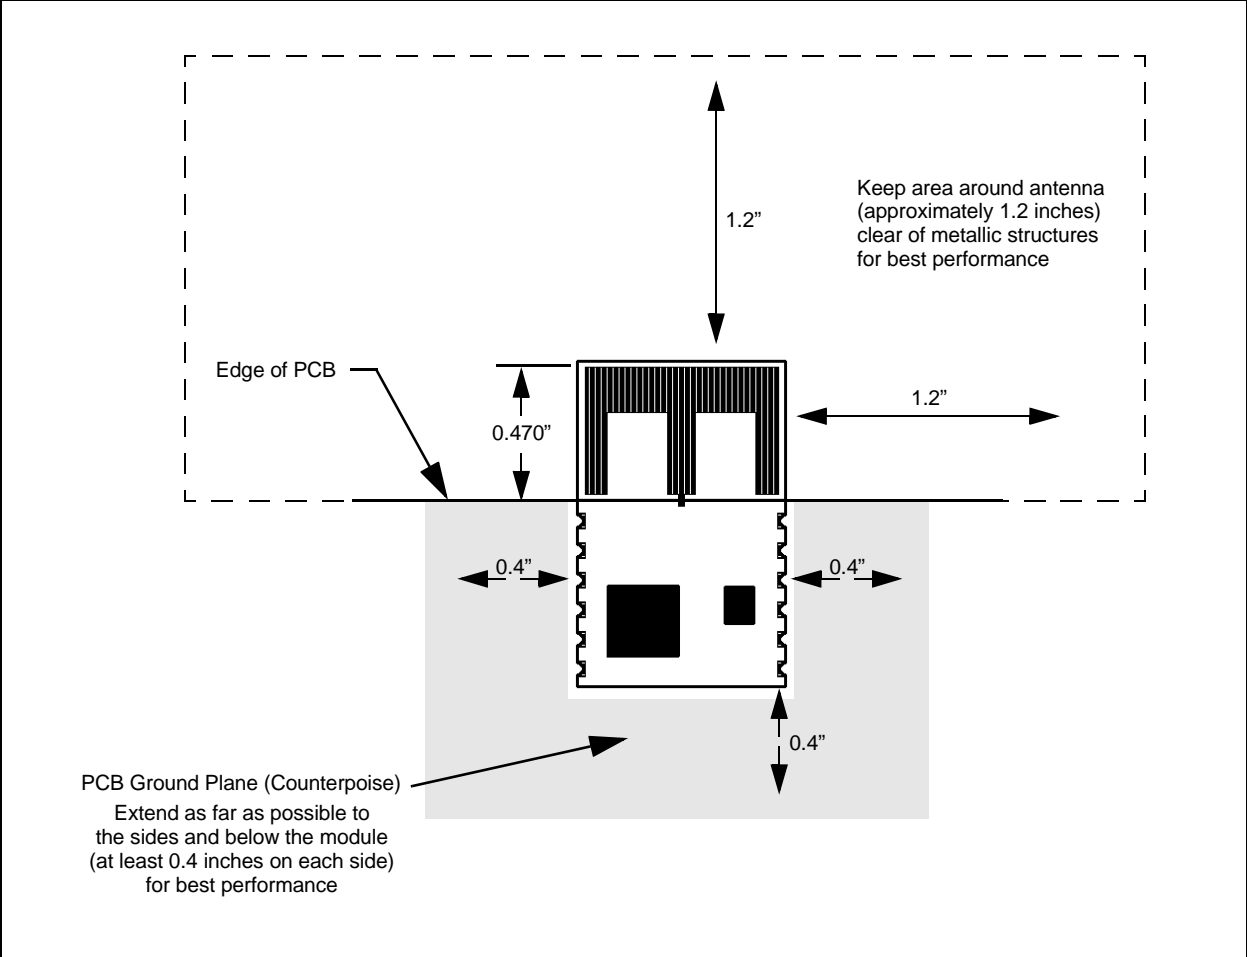 1.2”
Keep area around antenna
(approximately 1.2 inches)
clear of metallic structures
for best performance
Edge of PCB
0.470”
1.2”
0.4”
0.4”
0.4”
PCB Ground Plane (Counterpoise)
Extend as far as possible to
the sides and below the module
(at least 0.4 inches on each side)
for best performance